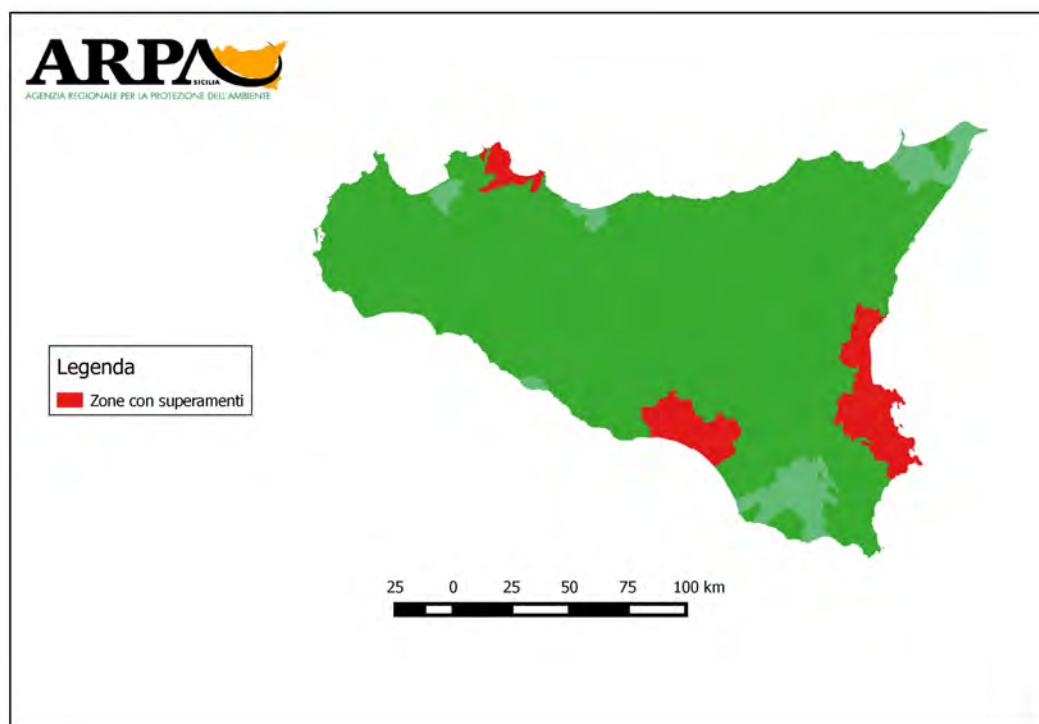 ARPA
SICILIA
AGENZIA REGIONALE PER LA PROTEZIONE DELL'AMBIENTE
Legenda
Zone con superamenti
25 0 25 50 75 100 km